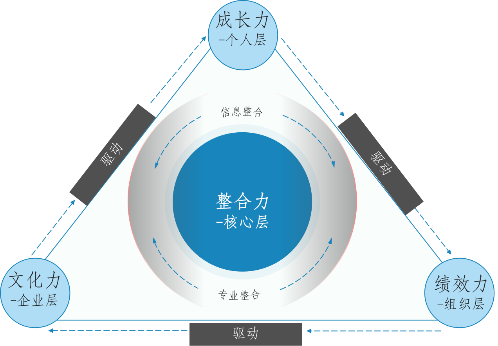 成长力
-个人层
信息整合
驱动
驱动
整合力
-核心层
专业整合
文化力
-企业层
绩效力
-组织层
驱动